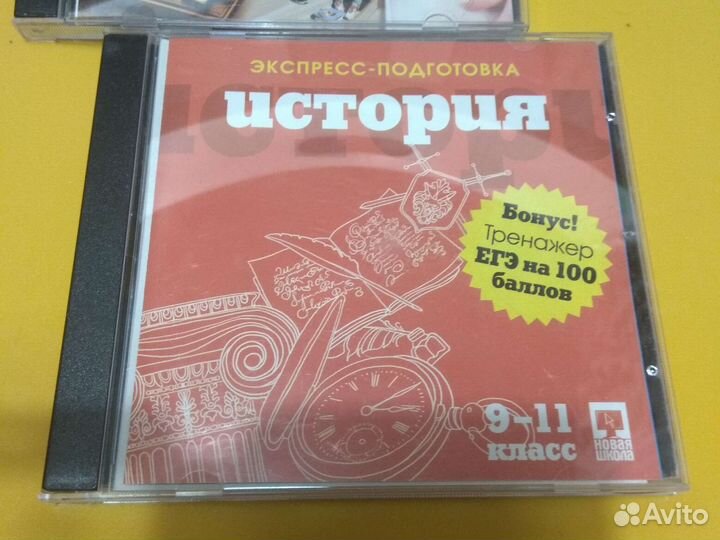 ЭКСПРЕСС-ПОДГОТОВКА
история
Бонус!
Тренажер
ЕГЭ на 100
баллов
9–11
класс
НОВАЯ
ШКОЛА
Avito